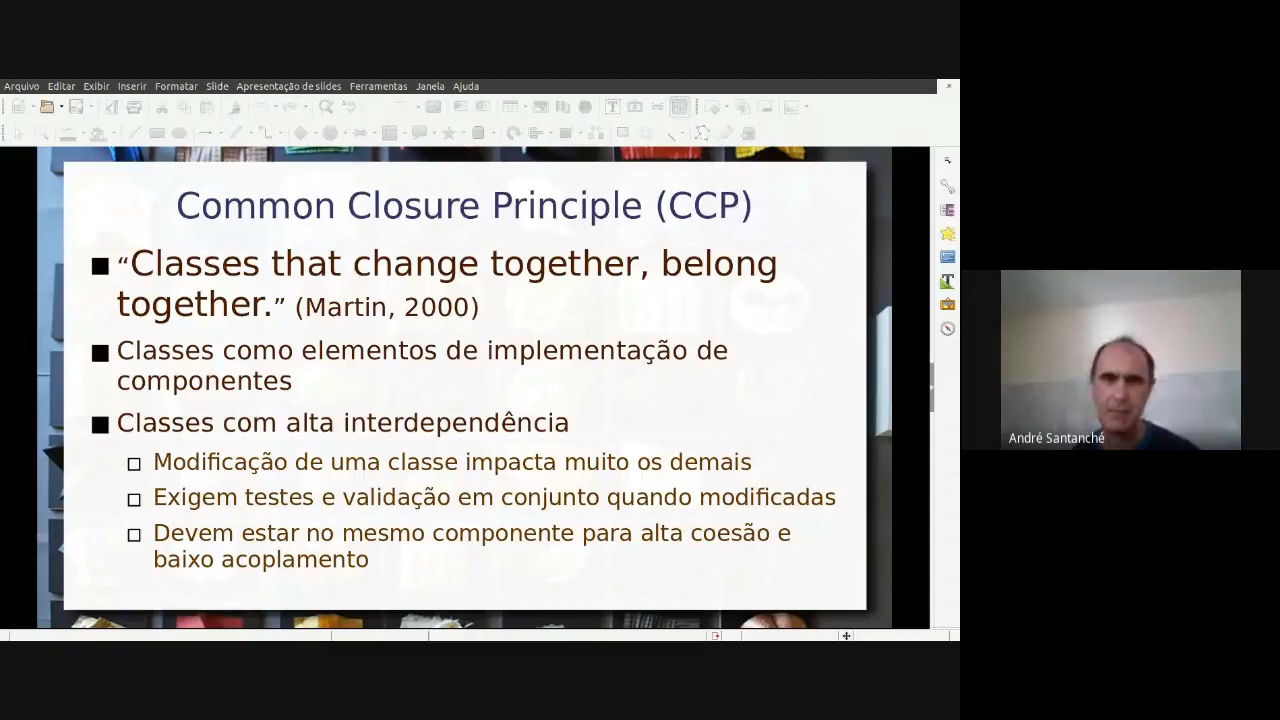 Arquivo Editar Exibir Inserir Formatar Slide Apresentação de slides Ferramentas Janela Ajuda
Common Closure Principle (CCP)
“Classes that change together, belong
together.” (Martin, 2000)
Classes como elementos de implementação de
componentes
Classes com alta interdependência
Modificação de uma classe impacta muito os demais
Exigem testes e validação em conjunto quando modificadas
Devem estar no mesmo componente para alta coesão e
baixo acoplamento
André Santanchè